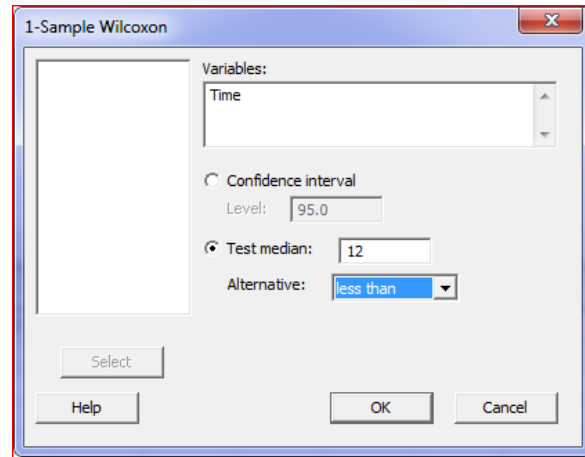 1-Sample Wilcoxon
Variables:
Time
Confidence interval
Level: 95.0
Test median: 12
Alternative: less than
Select
Help OK Cancel